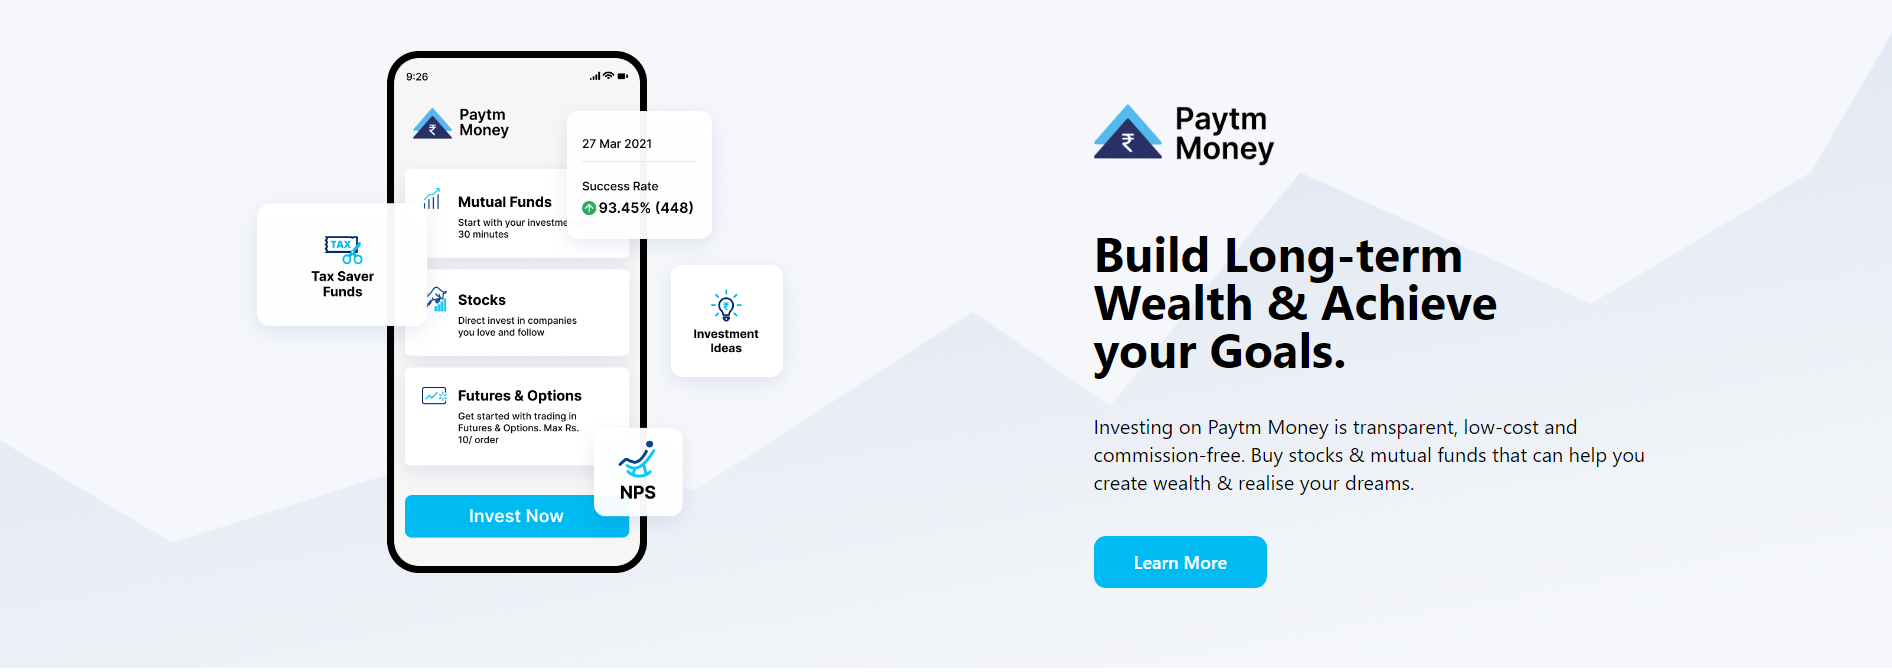 9:26
Paytm
Money
27 Mar 2021
Success Rate
93.45% (448)
Mutual Funds
Start with your investme
30 minutes
TAX
Tax Saver
Funds
Stocks
Direct invest in companies
you love and follow
Investment
Ideas
Futures & Options
Get started with trading in
Futures & Options. Max Rs.
10/ order
NPS
Invest Now
₹
Paytm
Money
Build Long-term
Wealth & Achieve
your Goals.
Investing on Paytm Money is transparent, low-cost and
commission-free. Buy stocks & mutual funds that can help you
create wealth & realise your dreams.
Learn More